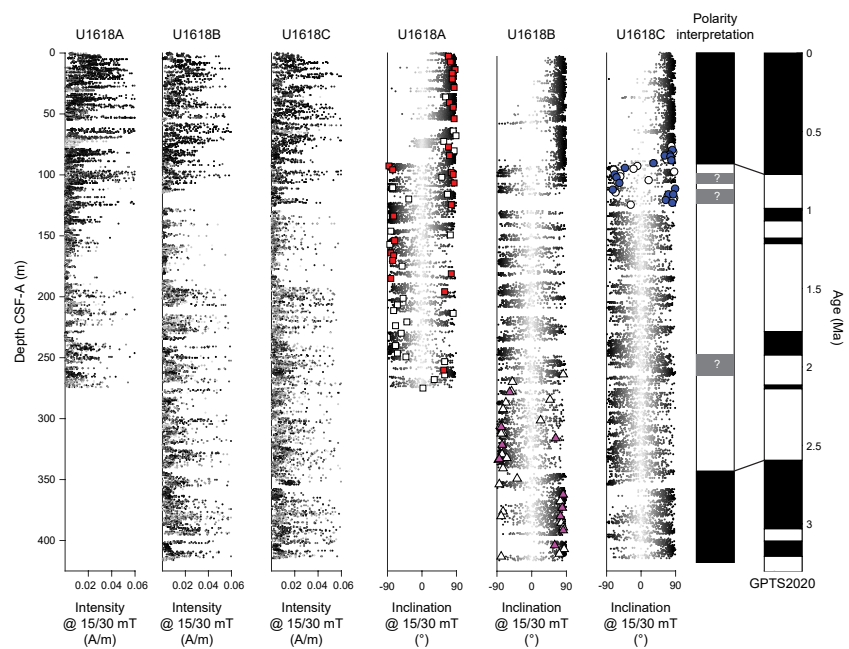 Polarity
interpretation
U1618A
U1618B
U1618C
U1618A
U1618B
U1618C
0
50
100
150
200
250
300
350
400
Depth CSF-A (m)
?
?
?
0
0.5
1
1.5
2
2.5
3
Age (Ma)
GPTS2020
0.02 0.04 0.06
0.02 0.04 0.06
0.02 0.04 0.06
-90 0 90
-90 0 90
-90 0 90
Intensity
@ 15/30 mT
(A/m)
Intensity
@ 15/30 mT
(A/m)
Intensity
@ 15/30 mT
(A/m)
Inclination
@ 15/30 mT
(°)
Inclination
@ 15/30 mT
(°)
Inclination
@ 15/30 mT
(°)